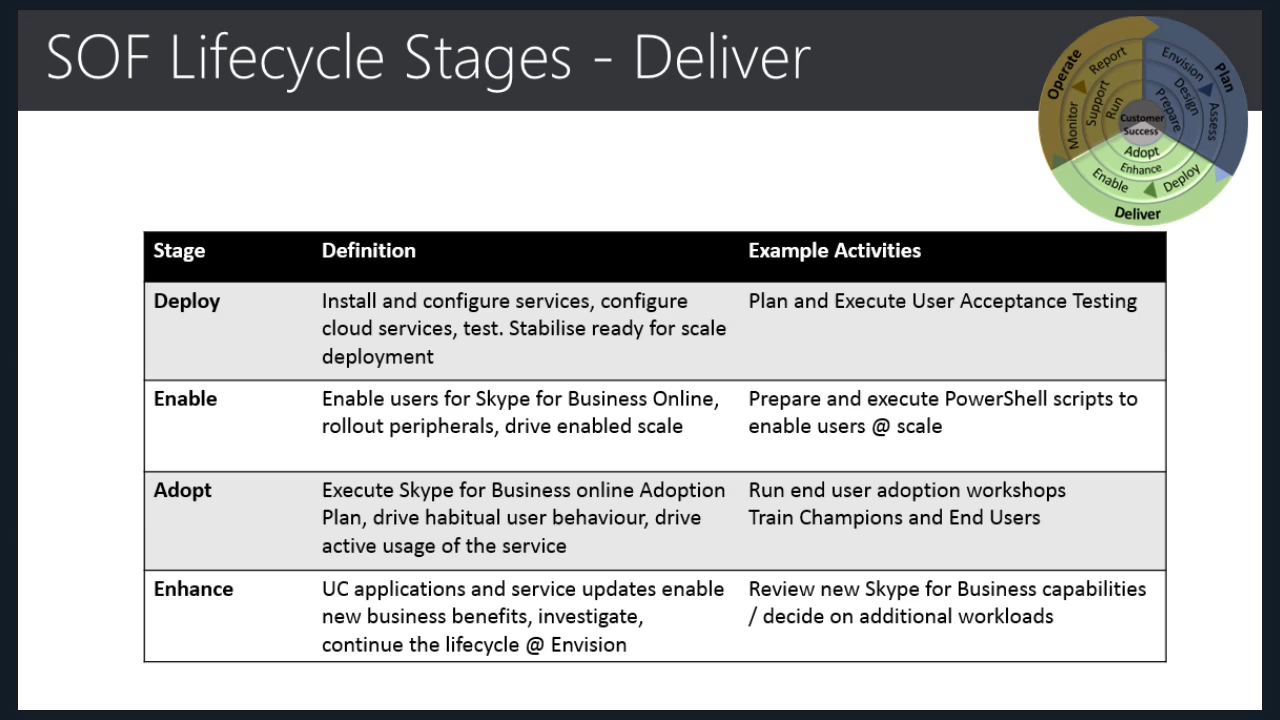 SOF Lifecycle Stages - Deliver
Operate
Plan
Deliver
Report
Monitor
Support
Run
Envision
Assess
Design
Prepare
Customer
Success
Adopt
Enhance
Enable
Deploy
Stage Definition Example Activities
Deploy Install and configure services, configure Plan and Execute User Acceptance Testing
cloud services, test. Stabilise ready for scale
deployment
Enable Enable users for Skype for Business Online, Prepare and execute PowerShell scripts to
rollout peripherals, drive enabled scale enable users @ scale
Adopt Execute Skype for Business online Adoption Run end user adoption workshops
Plan, drive habitual user behaviour, drive Train Champions and End Users
active usage of the service
Enhance UC applications and service updates enable Review new Skype for Business capabilities
new business benefits, investigate, / decide on additional workloads
continue the lifecycle @ Envision